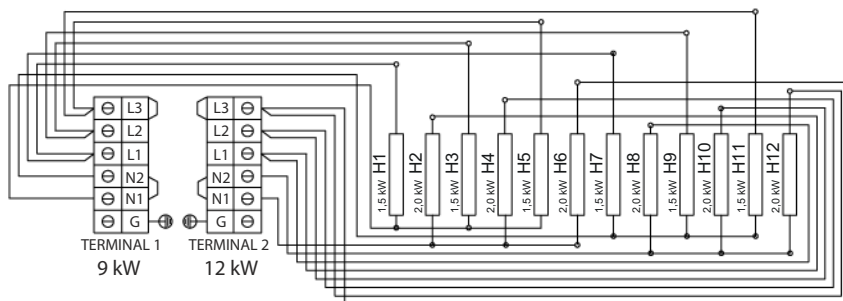 L3
L2
L1
N2
N1
G
TERMINAL 1
9 kW
L3
L2
L1
N2
N1
G
TERMINAL 2
12 kW
H1
1,5 kW
H2
2,0 kW
H3
1,5 kW
H4
2,0 kW
H5
1,5 kW
H6
2,0 kW
H7
1,5 kW
H8
2,0 kW
H9
1,5 kW
H10
2,0 kW
H11
1,5 kW
H12
2,0 kW